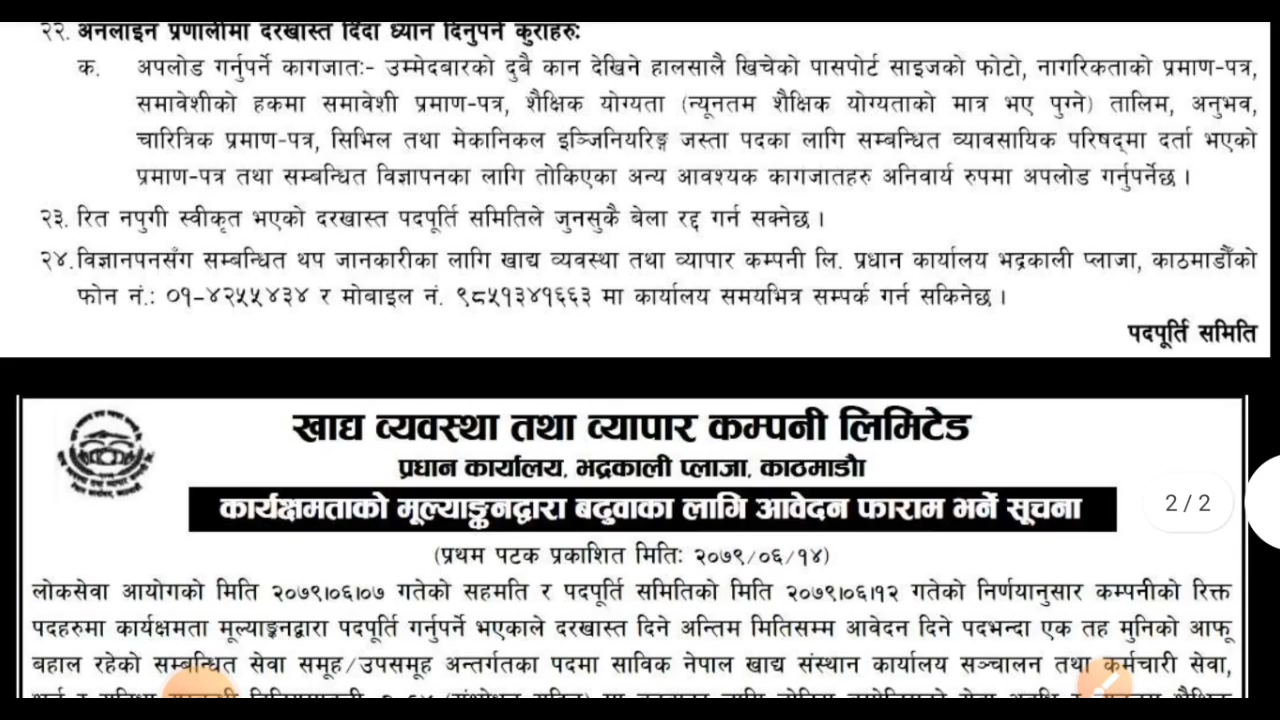 २२. अनलाइन प्रणालीमा दरखास्त दिँदा ध्यान दिनुपर्ने कुराहरुः
क. अपलोड गर्नुपर्ने कागजातः- उम्मेदबारको दुबै कान देखिने हालसालै खिचेको पासपोर्ट साइजको फोटो, नागरिकताको प्रमाण-पत्र,
समावेशीको हकमा समावेशी प्रमाण-पत्र, शैक्षिक योग्यता (न्यूनतम शैक्षिक योग्यताको मात्र भए पुग्ने) तालिम, अनुभव,
चारित्रिक प्रमाण-पत्र, सिभिल तथा मेकानिकल इञ्जिनियरिङ्ग जस्ता पदका लागि सम्बन्धित व्यावसायिक परिषद्मा दर्ता भएको
प्रमाण-पत्र तथा सम्बन्धित विज्ञापनका लागि तोकिएका अन्य आवश्यक कागजातहरु अनिवार्य रुपमा अपलोड गर्नुपर्नेछ ।
२३. रित नपुगी स्वीकृत भएको दरखास्त पदपूर्ति समितिले जुनसुकै बेला रद्द गर्न सक्नेछ ।
२४. विज्ञानपनसँग सम्बन्धित थप जानकारीका लागि खाद्य व्यवस्था तथा व्यापार कम्पनी लि. प्रधान कार्यालय भद्रकाली प्लाजा, काठमाडौँको
फोन नं.: ०१-४२५५४३४ र मोबाइल नं. ९८५१३४१६६३ मा कार्यालय समयभित्र सम्पर्क गर्न सकिनेछ ।
पदपूर्ति समिति
खाद्य व्यवस्था तथा व्यापार कम्पनी लिमिटेड
प्रधान कार्यालय, भद्रकाली प्लाजा, काठमाडौा
कार्यक्षमताको मूल्याङ्कनद्वारा बढुवाका लागि आवेदन फाराम भर्ने सूचना
2 / 2
(प्रथम पटक प्रकाशित मितिः २०७९/०६/१४)
लोकसेवा आयोगको मिति २०७९।०६।०७ गतेको सहमति र पदपूर्ति समितिको मिति २०७९।०६।१२ गतेको निर्णयानुसार कम्पनीको रिक्त
पदहरुमा कार्यक्षमता मूल्याङ्कनद्वारा पदपूर्ति गर्नुपर्ने भएकाले दरखास्त दिने अन्तिम मितिसम्म आवेदन दिने पदभन्दा एक तह मुनिको आफू
बहाल रहेको सम्बन्धित सेवा समूह/उपसमूह अन्तर्गतका पदमा साविक नेपाल खाद्य संस्थान कार्यालय सञ्चालन तथा कर्मचारी सेवा,